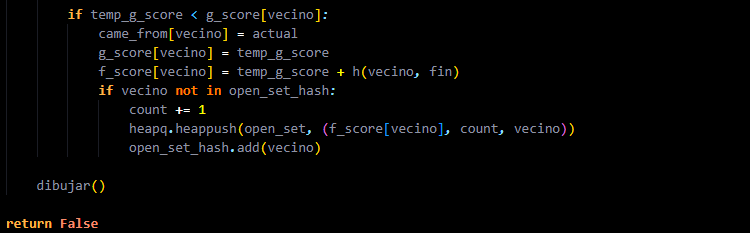 if temp_g_score < g_score[vecino]:
came_from[vecino] = actual
g_score[vecino] = temp_g_score
f_score[vecino] = temp_g_score + h(vecino, fin)
if vecino not in open_set_hash:
count += 1
heapq.heappush(open_set, (f_score[vecino], count, vecino))
open_set_hash.add(vecino)
dibujar()
return False